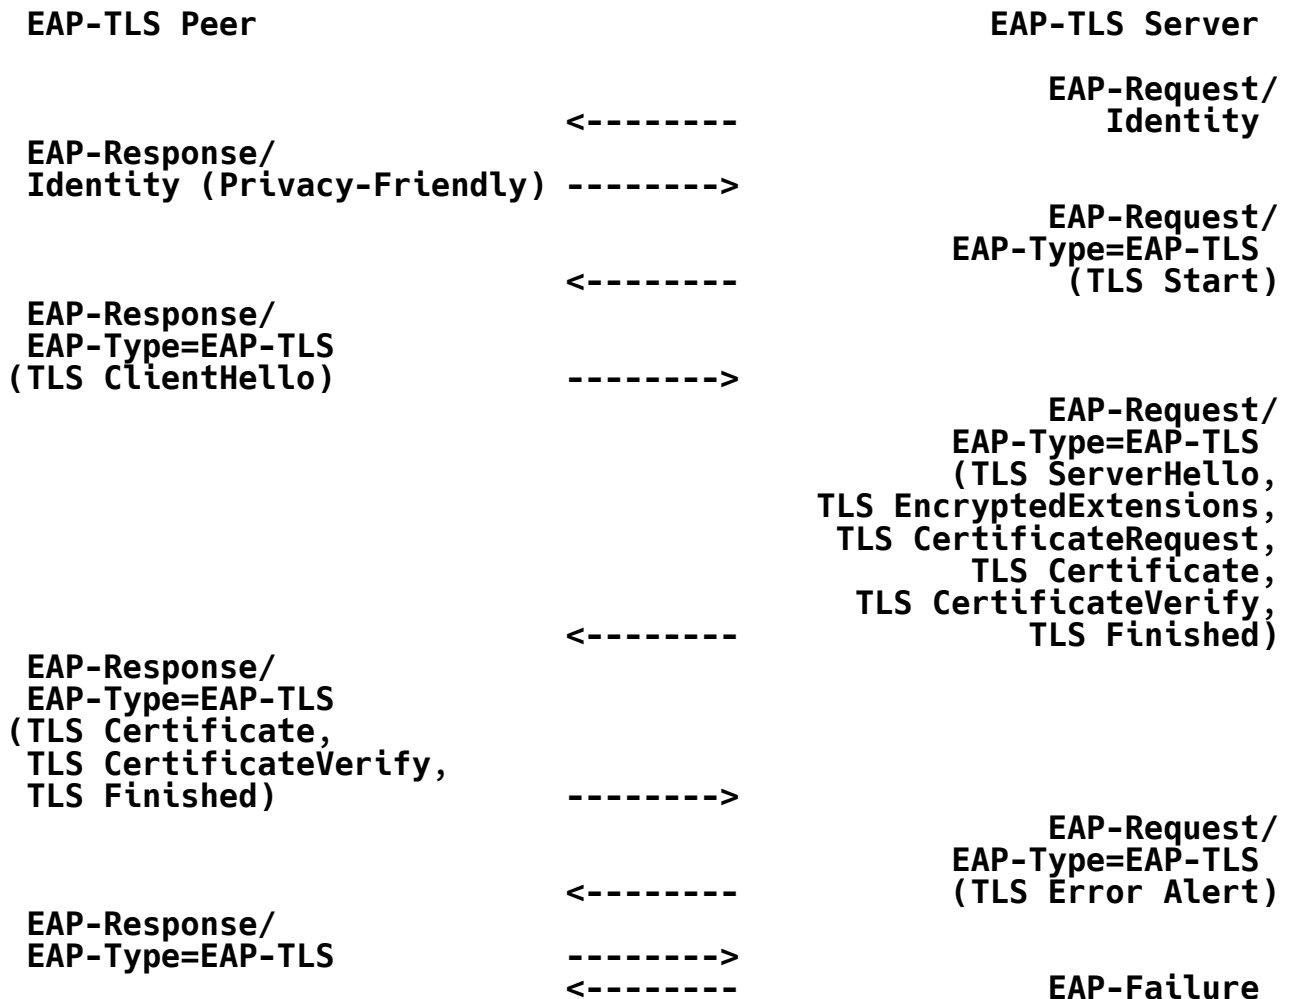 EAP-TLS Peer                                      EAP-TLS Server
EAP-Request/
<--------                   Identity
EAP-Response/
Identity (Privacy-Friendly) -------->
EAP-Request/
EAP-Type=EAP-TLS
<--------                 (TLS Start)
EAP-Response/
EAP-Type=EAP-TLS
(TLS ClientHello)            -------->
EAP-Request/
EAP-Type=EAP-TLS
(TLS ServerHello,
TLS EncryptedExtensions,
TLS CertificateRequest,
TLS Certificate,
TLS CertificateVerify,
<--------               TLS Finished)
EAP-Response/
EAP-Type=EAP-TLS
(TLS Certificate,
TLS CertificateVerify,
TLS Finished)               -------->
EAP-Request/
EAP-Type=EAP-TLS
<--------           (TLS Error Alert)
EAP-Response/
EAP-Type=EAP-TLS            -------->
<--------                EAP-Failure